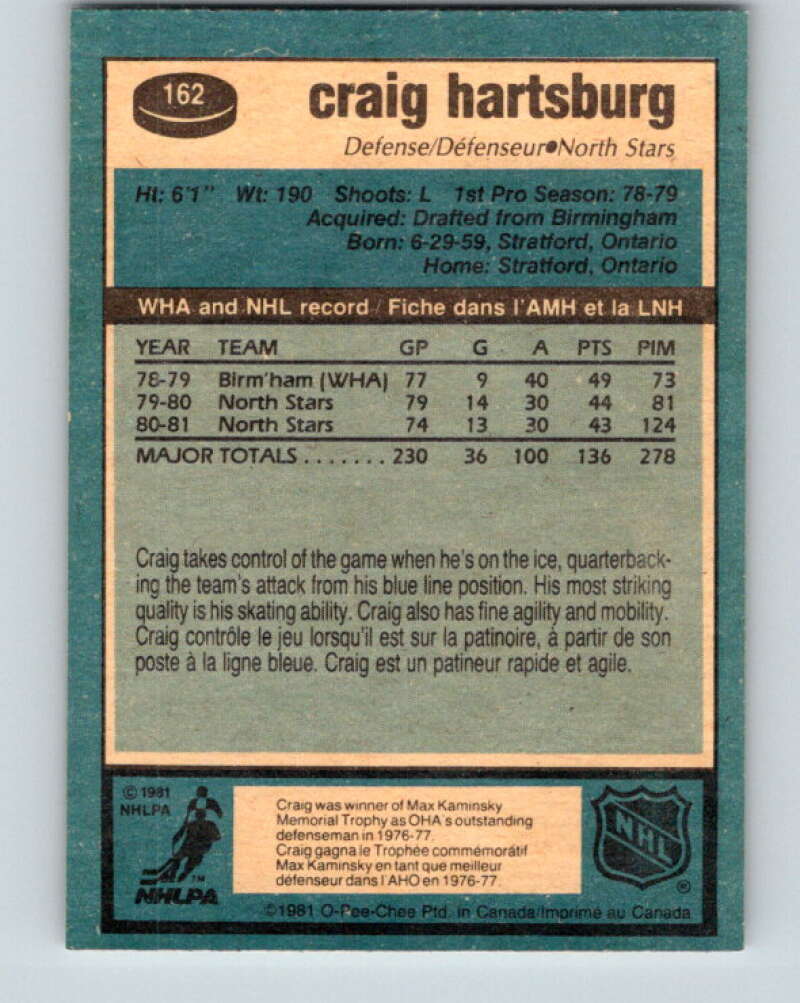 162
craig hartsburg
Defense/Défenseur●North Stars
Ht: 6'1" Wt: 190 Shoots: L 1st Pro Season: 78-79
Acquired: Drafted from Birmingham
Born: 6-29-59, Stratford, Ontario
Home: Stratford, Ontario
WHA and NHL record / Fiche dans l'AMH et la LNH
YEAR TEAM GP G A PTS PIM
78-79 Birm'ham (WHA) 77 9 40 49 73
79-80 North Stars 79 14 30 44 81
80-81 North Stars 74 13 30 43 124
MAJOR TOTALS . . . . . . . 230 36 100 136 278
Craig takes control of the game when he's on the ice, quarterback-
ing the team's attack from his blue line position. His most striking
quality is his skating ability. Craig also has fine agility and mobility.
Craig contrôle le jeu lorsqu'il est sur la patinoire, à partir de son
poste à la ligne bleue. Craig est un patineur rapide et agile.
© 1981
NHLPA
TM
NHLPA
Craig was winner of Max Kaminsky
Memorial Trophy as OHA's outstanding
defenseman in 1976-77.
Craig gagna le Trophée commémoratif
Max Kaminsky en tant que meilleur
défenseur dans l'AHO en 1976-77.
NHL
®
©1981 O-Pee-Chee Ptd. in Canada/Imprimé au Canada